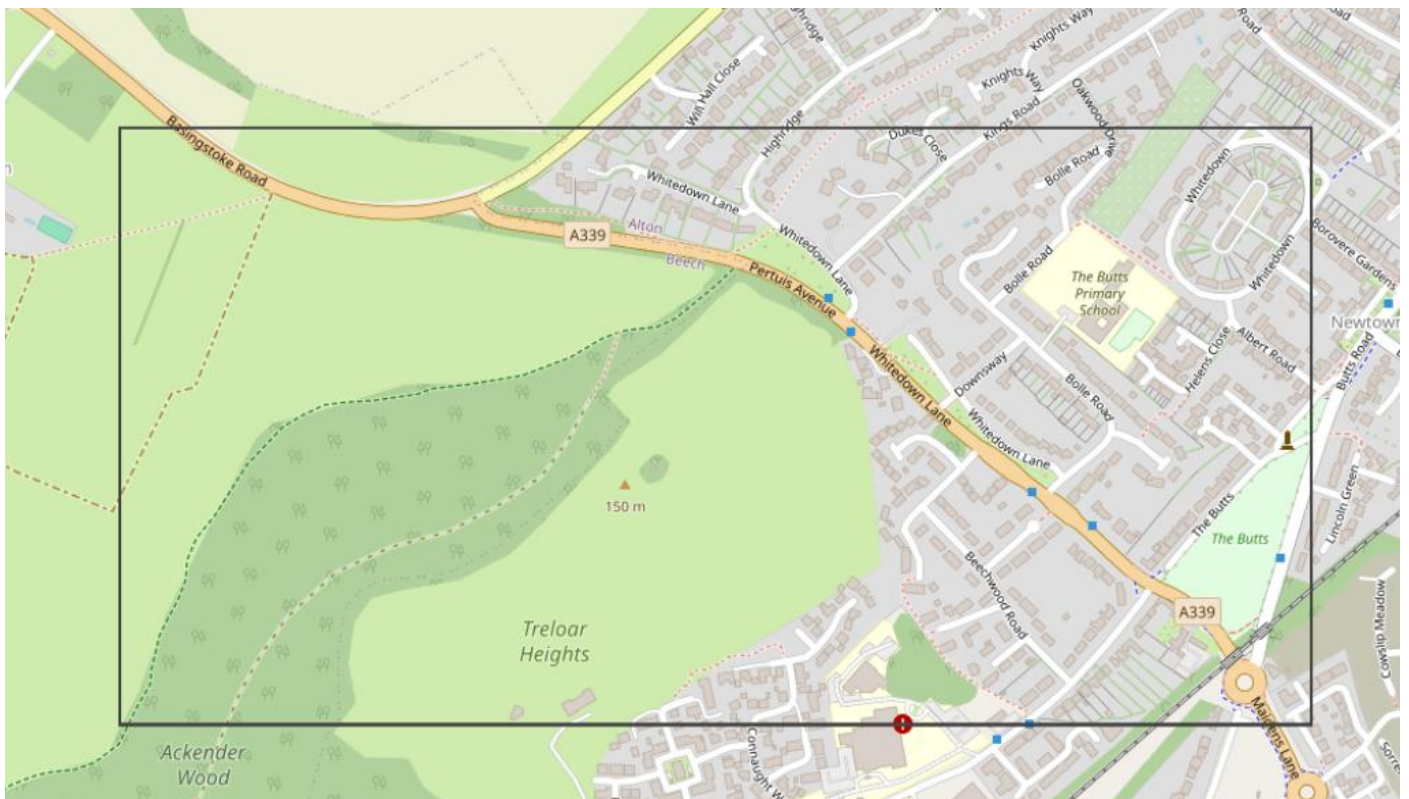 Knights Way
Highridge
Road
Will Hall Close
Knights Way
Oakwood Drive
Kings Road
Dukes Close
Highridge
Basingstoke Road
Bolle Road
Whitedown
Whitedown Lane
Alton
A339
Beech
Whitedown Lane
Pertuis Avenue
Bolle Road
The Butts
Primary
School
Whitedown
Borovere Gardens
Newtown
Albert Road
Butts Road
Helens Close
Whitedown Lane
Downsway
Bolle Road
Whitedown Lane
150 m
The Butts
The Butts
Lincoln Green
Beechwood Road
Cowslip Meadow
A339
Treloar
Heights
Maidens Lane
Ackender
Wood